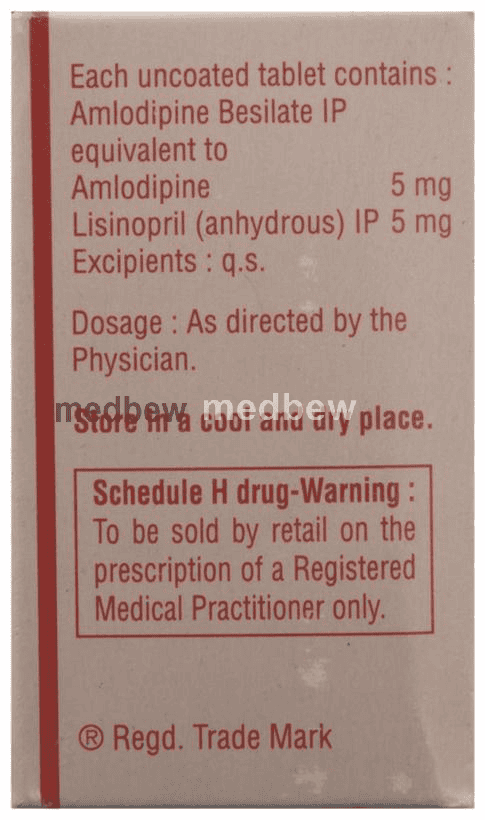 Each uncoated tablet contains :
Amlodipine Besilate IP
equivalent to
Amlodipine 5 mg
Lisinopril (anhydrous) IP 5 mg
Excipients : q.s.
Dosage : As directed by the
Physician.
medbew medbew
Store in a cool and dry place.
Schedule H drug-Warning :
To be sold by retail on the
prescription of a Registered
Medical Practitioner only.
® Regd. Trade Mark